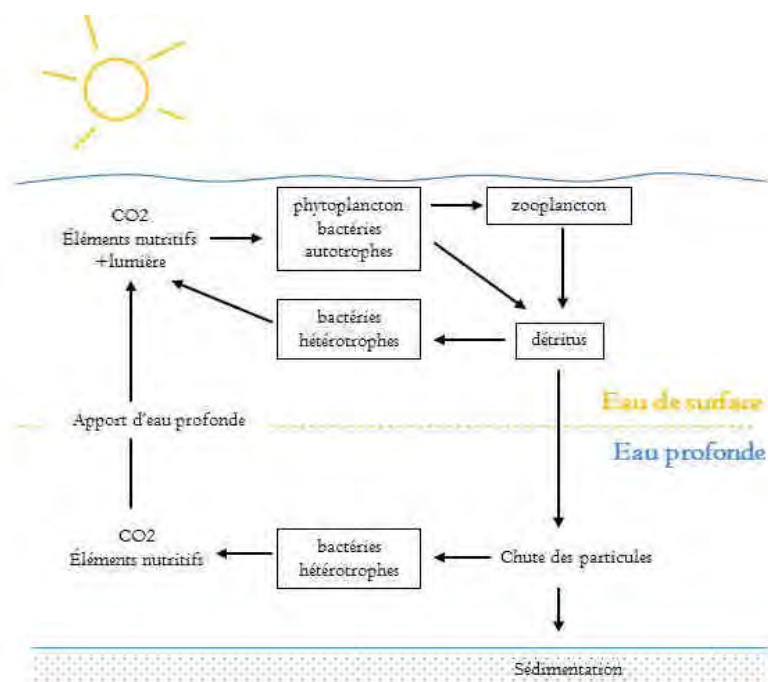 CO2
Éléments nutritifs
+lumière
phytoplancton
bactéries
autotrophes
zooplancton
bactéries
hétérotrophes
détritus
Eau de surface
Apport d'eau profonde
Eau profonde
CO2
Éléments nutritifs
bactéries
hétérotrophes
Chute des particules
Sédimentation